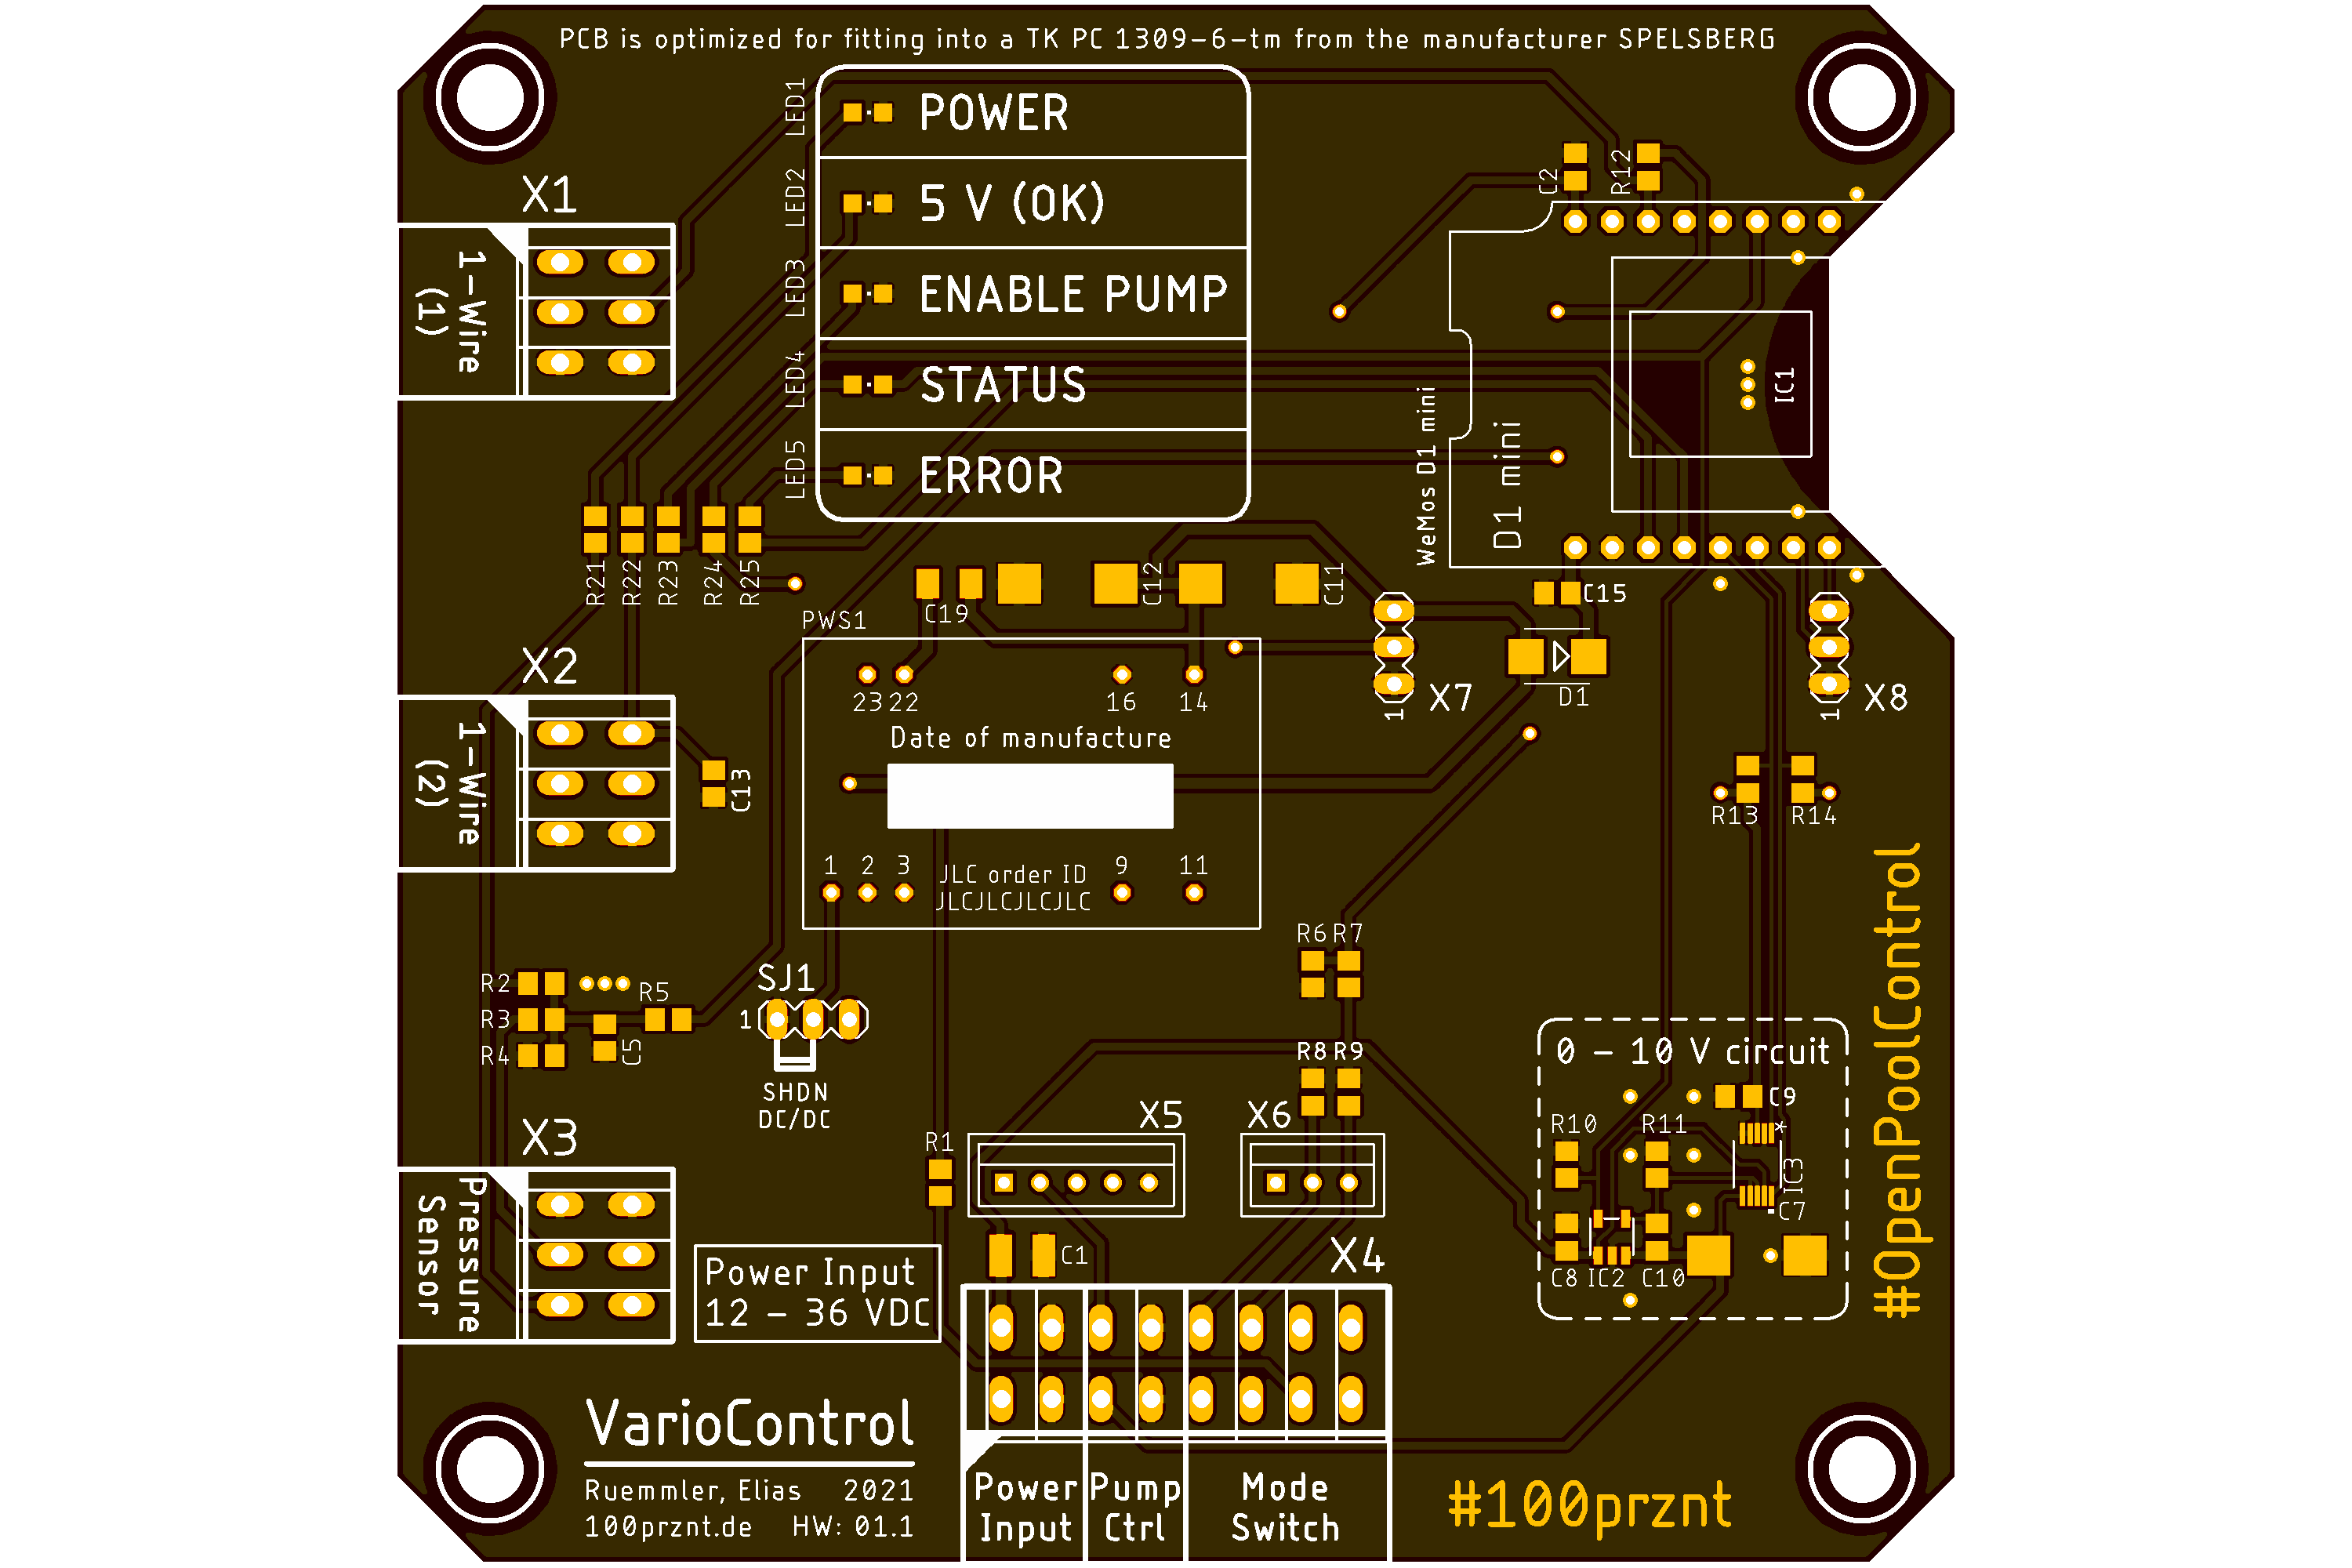 PCB is optimized for fitting into a TK PC 1309-6-tm from the manufacturer SPELSBERG
LED1
POWER
LED2
5 V (OK)
LED3
ENABLE PUMP
LED4
STATUS
LED5
ERROR
C2
R12
X1
1-Wire
(1)
IC1
WeMos D1 mini
D1 mini
R21
R22
R23
R24
R25
C19
C12
C11
C15
PWS1
X2
1-Wire
(2)
C13
23
22
16
14
Date of manufacture
X7
1
D1
X8
1
R13
R14
1
2
3
9
11
JLC order ID
JLCJLCJLCJLC
#OpenPoolControl
R6
R7
R2
R3
R4
R5
C5
SJ1
1
SHDN
DC/DC
R8
R9
0 - 10 V circuit
C9
R10
R11
*
IC3
C7
C8
IC2
C10
X3
Pressure
Sensor
R1
X5
X6
C1
X4
Power Input
12 - 36 VDC
VarioControl
Ruemmler, Elias 2021
100prznt.de HW: 01.1
Power
Input
Pump
Ctrl
Mode
Switch
#100prznt